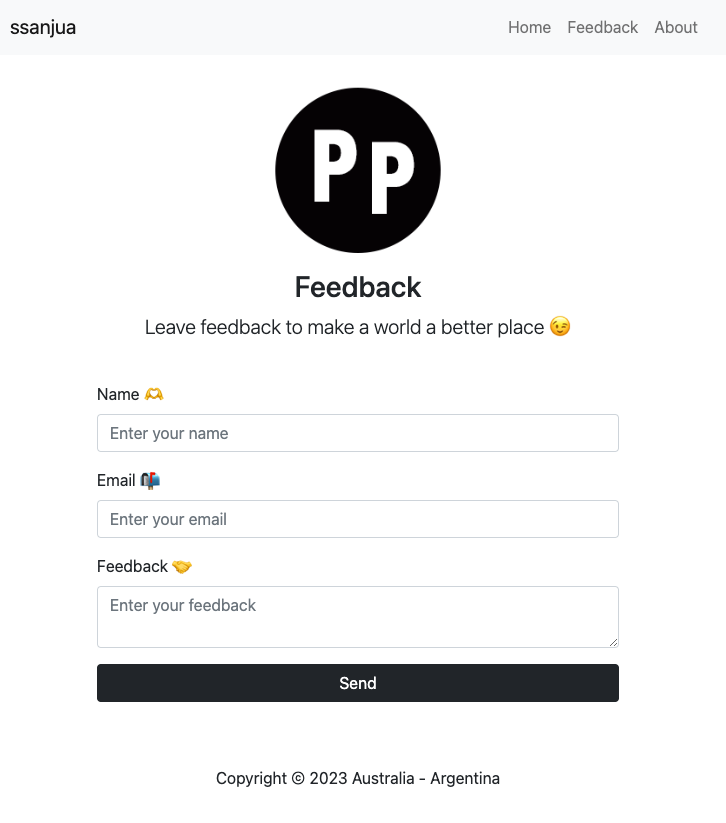 ssanjua
Home Feedback About
PP
Feedback
Leave feedback to make a world a better place 😉
Name 🫶
Enter your name
Email 📬
Enter your email
Feedback 🤝
Enter your feedback
Send
Copyright © 2023 Australia - Argentina